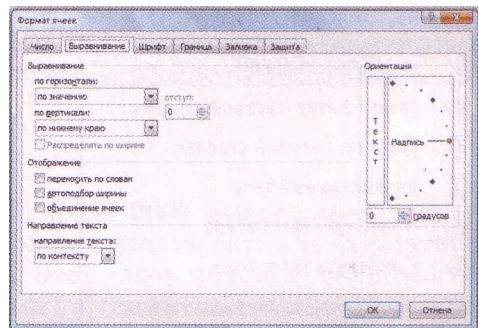 Формат ячеек
Число Выравнивание Шрифт Граница Заливка Защита
Выравнивание
по горизонтали:
по значению
отступ:
0
по вертикали:
по нижнему краю
Распределять по ширине
Отображение
переносить по словам
автоподбор ширины
объединение ячеек
Направление текста
направление текста:
по контексту
Ориентация
Текст
Надпись
0 градусов
ОК Отмена